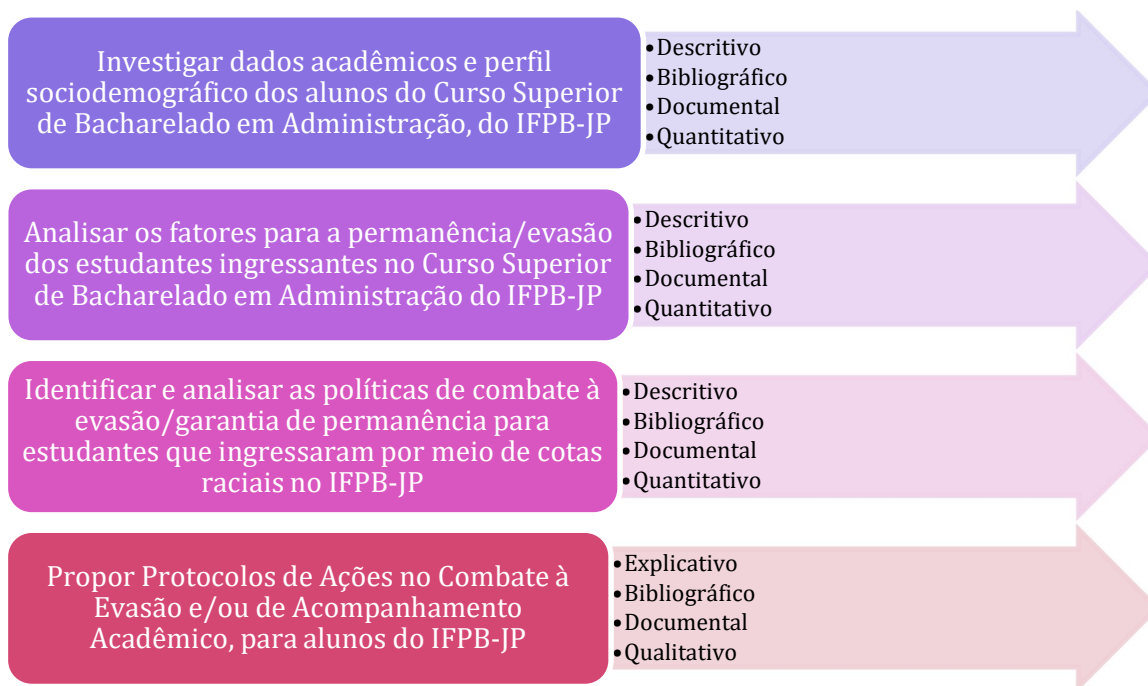 Investigar dados acadêmicos e perfil
sociodemográfico dos alunos do Curso Superior
de Bacharelado em Administração, do IFPB-JP
•Descritivo
•Bibliográfico
•Documental
•Quantitativo
Analisar os fatores para a permanência/evasão
dos estudantes ingressantes no Curso Superior
de Bacharelado em Administração do IFPB-JP
•Descritivo
•Bibliográfico
•Documental
•Quantitativo
Identificar e analisar as políticas de combate à
evasão/garantia de permanência para
estudantes que ingressaram por meio de cotas
raciais no IFPB-JP
•Descritivo
•Bibliográfico
•Documental
•Quantitativo
Propor Protocolos de Ações no Combate à
Evasão e/ou de Acompanhamento
Acadêmico, para alunos do IFPB-JP
•Explicativo
•Bibliográfico
•Documental
•Qualitativo